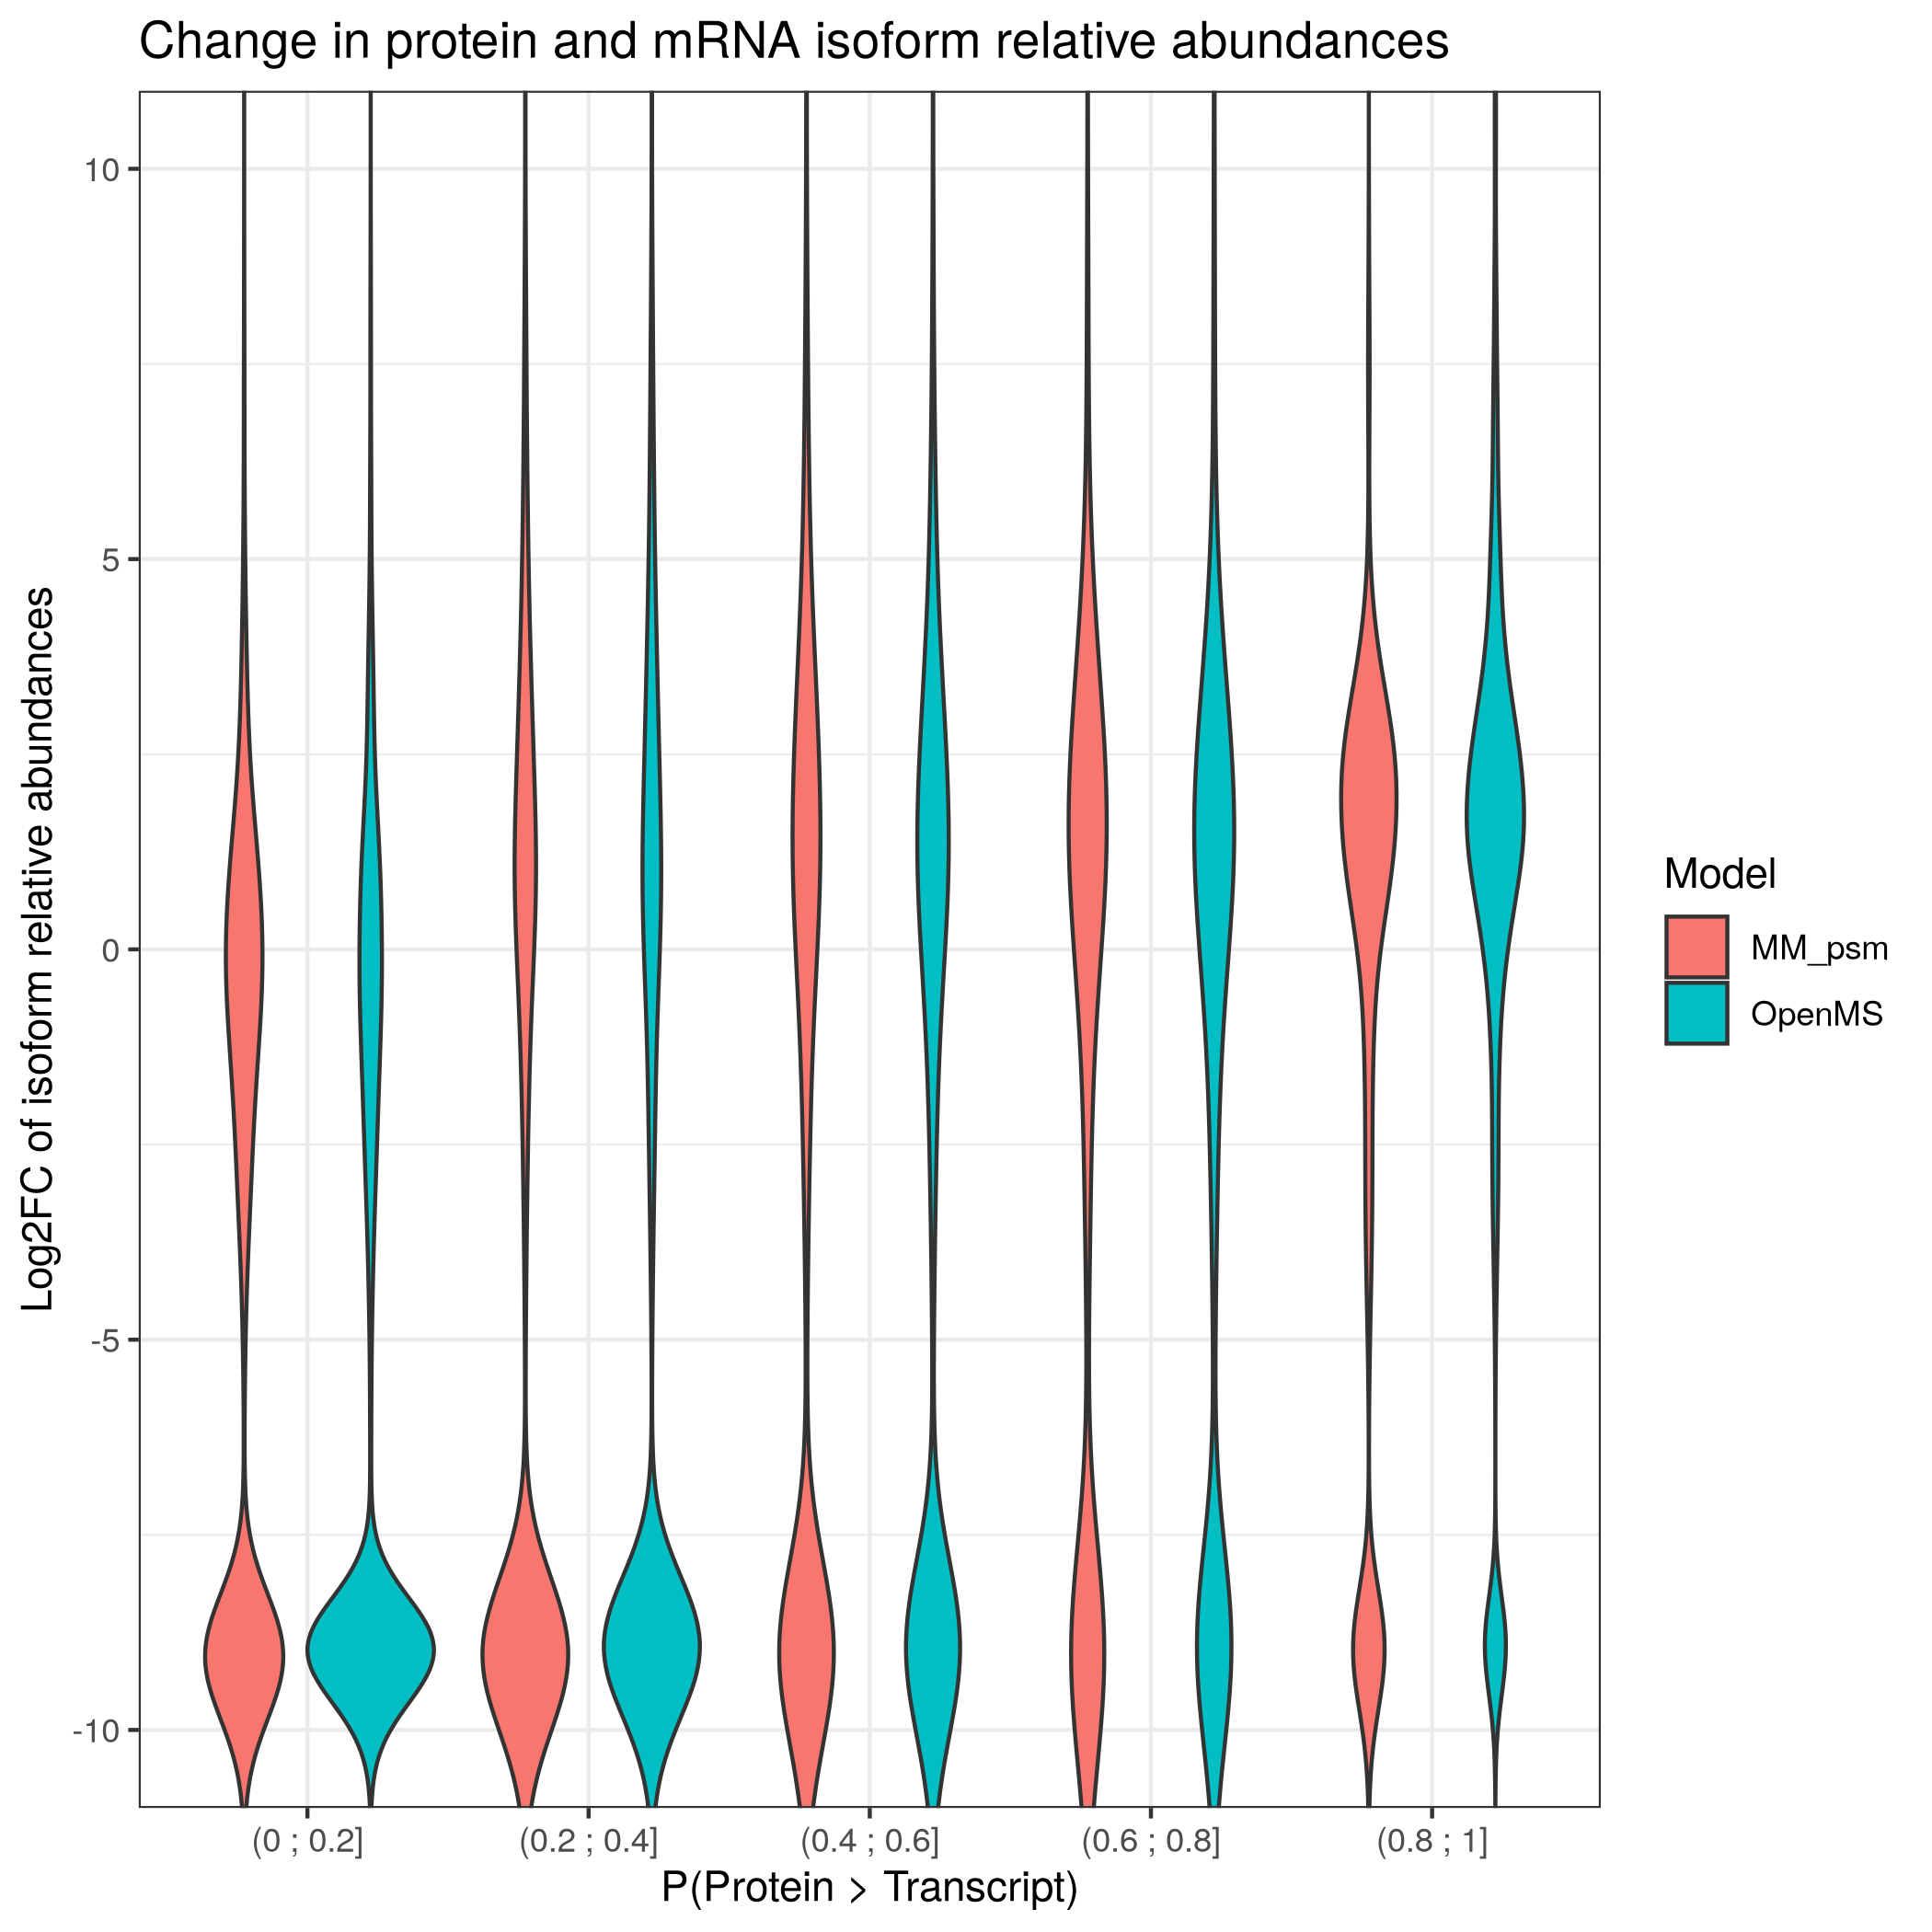 Change in protein and mRNA isoform relative abundances
Log2FC of isoform relative abundances
10
5
0
-5
-10
(0 ; 0.2]
(0.2 ; 0.4]
(0.4 ; 0.6]
(0.6 ; 0.8]
(0.8 ; 1]
P(Protein > Transcript)
Model
MM_psm
OpenMS